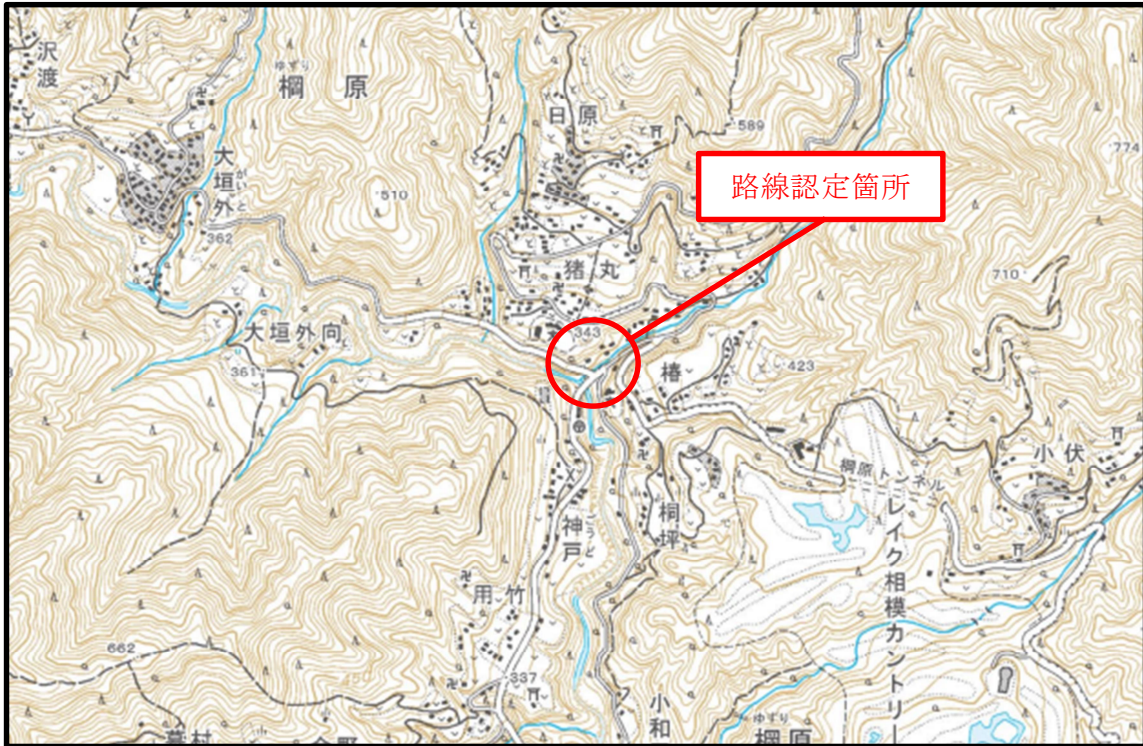 沢渡
ゆずり
棡原
日原
589
774
大垣外
がいと
路線認定箇所
510
362
猪丸
710
大垣外向
343
361
椿
423
小伏
棡原トンネル
桐坪
神戸
ごうど
レイク相模カントリー
用竹
662
337
小和
ゆずり
棡原